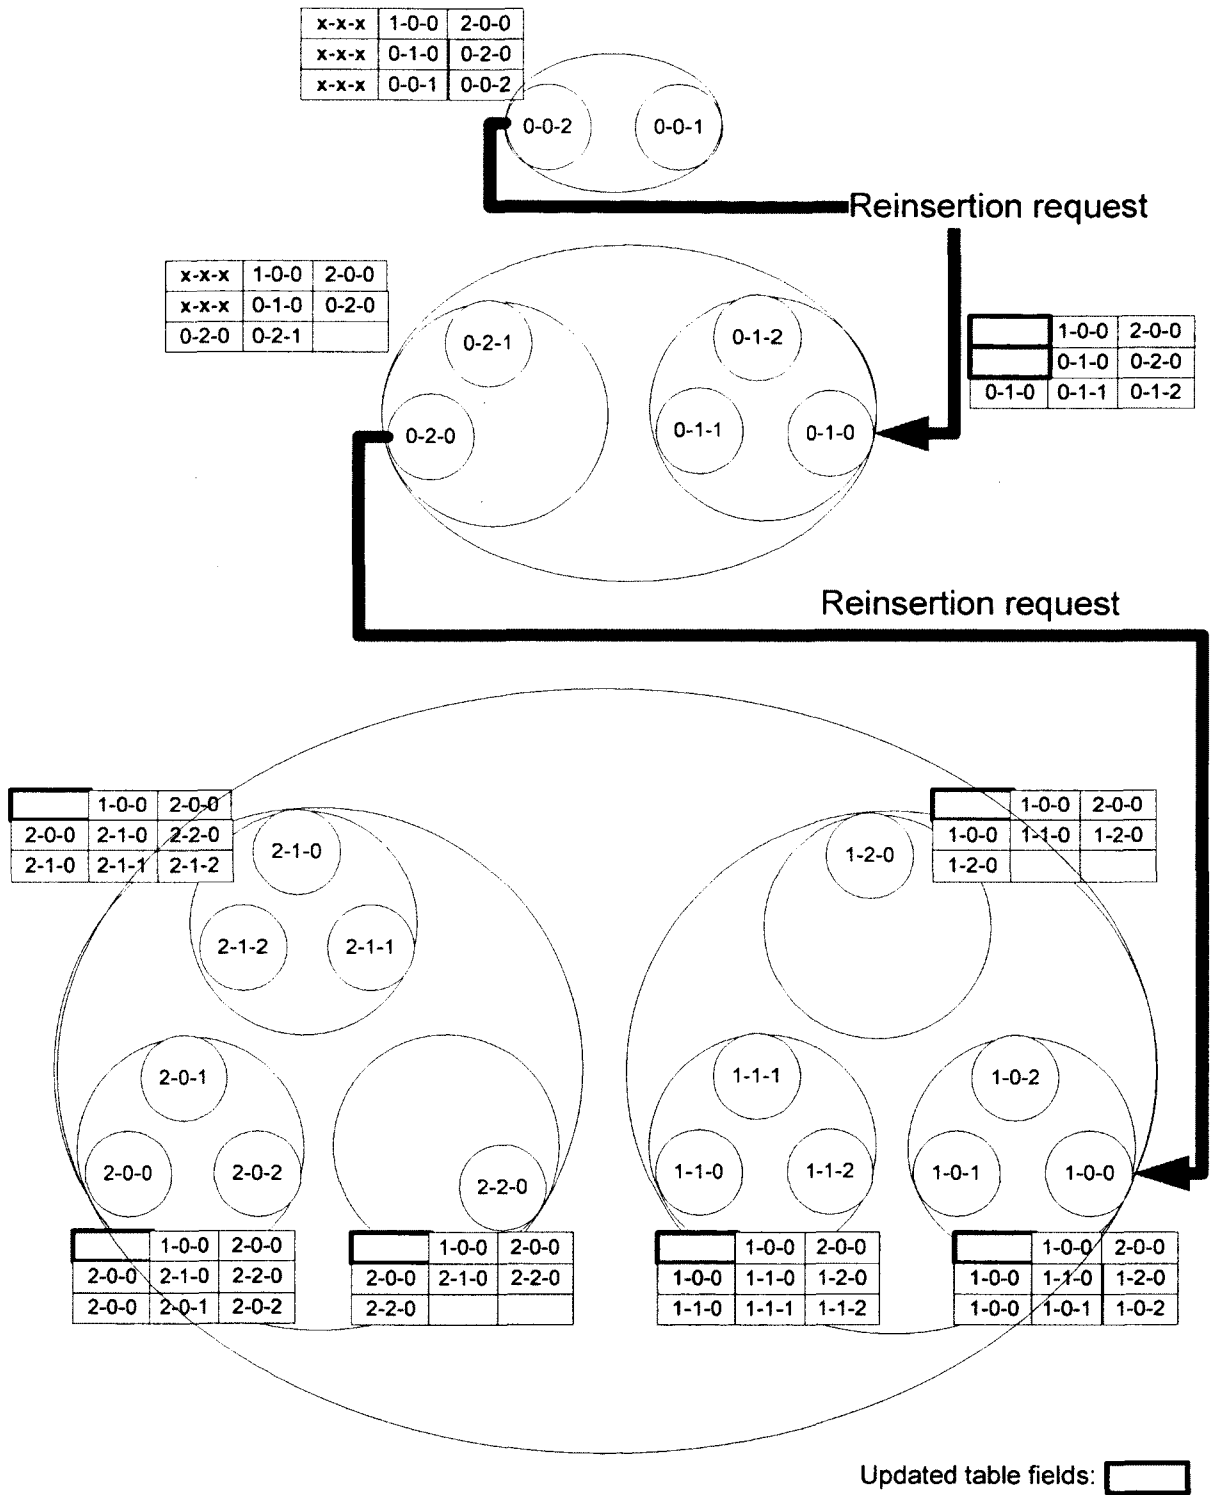 x-x-x 1-0-0 2-0-0
x-x-x 0-1-0 0-2-0
x-x-x 0-0-1 0-0-2
0-0-2 0-0-1
Reinsertion request
x-x-x 1-0-0 2-0-0
x-x-x 0-1-0 0-2-0
0-2-0 0-2-1
1-0-0 2-0-0
0-1-0 0-2-0
0-1-0 0-1-1 0-1-2
0-2-1
0-1-2
0-2-0
0-1-1
0-1-0
Reinsertion request
1-0-0 2-0-0
2-0-0 2-1-0 2-2-0
2-1-0 2-1-1 2-1-2
1-0-0 2-0-0
1-0-0 1-1-0 1-2-0
1-2-0
2-1-0
1-2-0
2-1-2
2-1-1
2-0-1
1-1-1
1-0-2
2-0-0
2-0-2
2-2-0
1-1-0
1-1-2
1-0-1
1-0-0
1-0-0 2-0-0
2-0-0 2-1-0 2-2-0
2-0-0 2-0-1 2-0-2
1-0-0 2-0-0
2-0-0 2-1-0 2-2-0
2-2-0
1-0-0 2-0-0
1-0-0 1-1-0 1-2-0
1-1-0 1-1-1 1-1-2
1-0-0 2-0-0
1-0-0 1-1-0 1-2-0
1-0-0 1-0-1 1-0-2
Updated table fields: